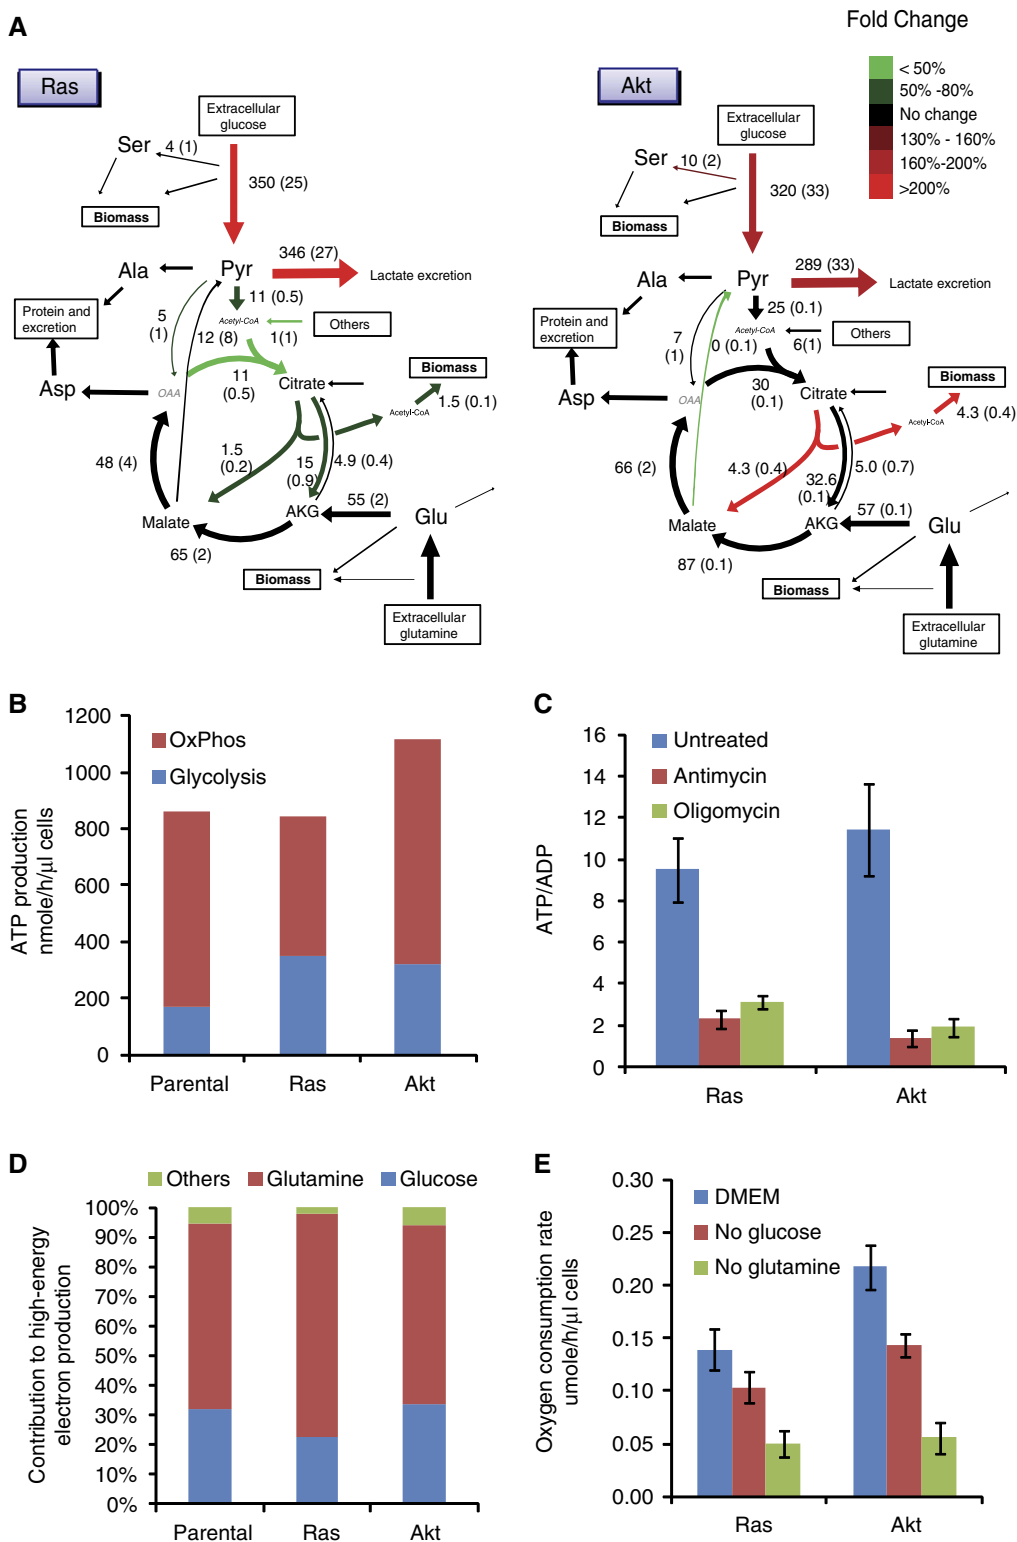 A
Fold Change
< 50%
50% -80%
No change
130% - 160%
160%-200%
>200%
Ras
Extracellular
glucose
Ser
4 (1)
350 (25)
Biomass
Ala
Pyr
346 (27)
Lactate excretion
Protein and
excretion
5
(1)
11 (0.5)
Acetyl-CoA
Others
12 (8)
1(1)
Asp
OAA
11
(0.5)
Citrate
Biomass
1.5 (0.1)
Acetyl-CoA
48 (4)
1.5
(0.2)
15
(0.9)
4.9 (0.4)
55 (2)
Malate
AKG
Glu
65 (2)
Biomass
Extracellular
glutamine
Akt
Extracellular
glucose
Ser
10 (2)
320 (33)
Biomass
Ala
Pyr
289 (33)
Lactate excretion
Protein and
excretion
7
(1)
25 (0.1)
Acetyl-CoA
Others
0 (0.1)
6(1)
Asp
OAA
30
(0.1)
Citrate
Biomass
4.3 (0.4)
Acetyl-CoA
66 (2)
4.3 (0.4)
32.6
(0.1)
5.0 (0.7)
57 (0.1)
Malate
AKG
Glu
87 (0.1)
Biomass
Extracellular
glutamine
B
ATP production
nmole/h/μl cells
1200
1000
800
600
400
200
0
OxPhos
Glycolysis
Parental
Ras
Akt
C
ATP/ADP
16
14
12
10
8
6
4
2
0
Untreated
Antimycin
Oligomycin
Ras
Akt
D
Others
Glutamine
Glucose
Contribution to high-energy
electron production
100%
90%
80%
70%
60%
50%
40%
30%
20%
10%
0%
Parental
Ras
Akt
E
Oxygen consumption rate
umole/h/μl cells
0.30
0.25
0.20
0.15
0.10
0.05
0.00
DMEM
No glucose
No glutamine
Ras
Akt